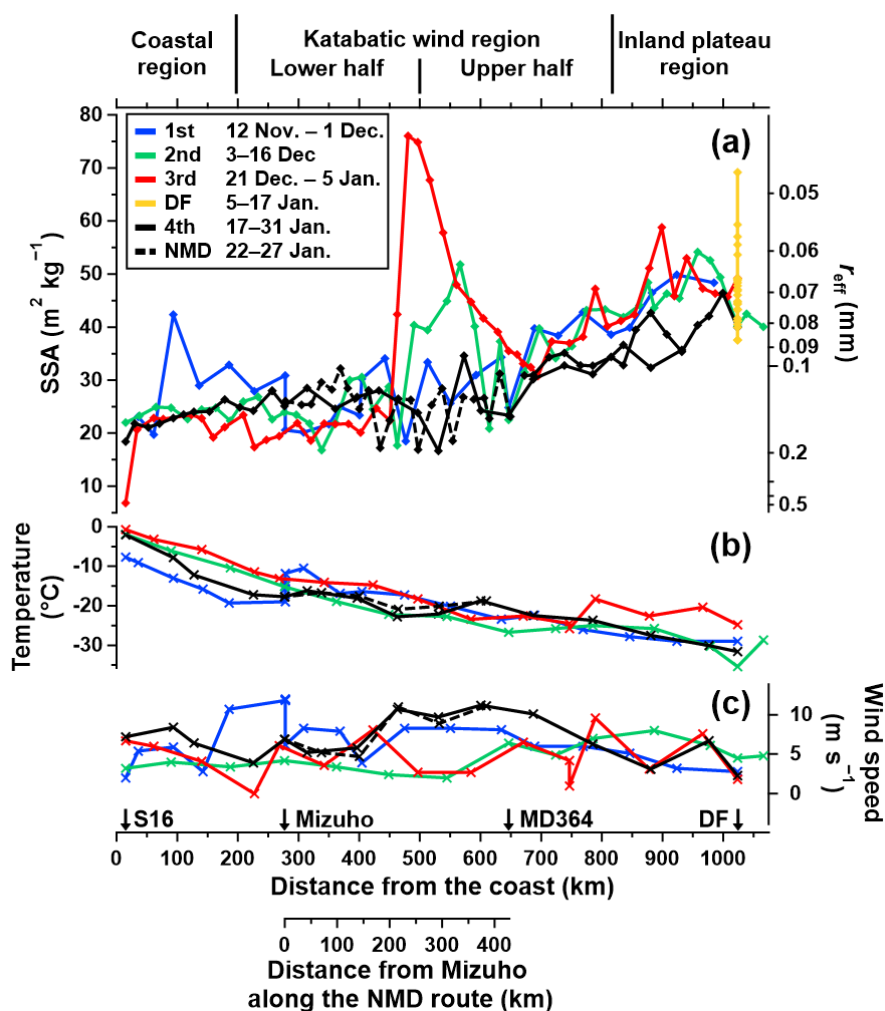 Coastal region
Katabatic wind region
Lower half
Upper half
Inland plateau region
80
70
60
50
40
30
20
10
SSA (m² kg⁻¹)
1st 12 Nov. – 1 Dec.
2nd 3–16 Dec
3rd 21 Dec. – 5 Jan.
DF 5–17 Jan.
4th 17–31 Jan.
NMD 22–27 Jan.
(a)
0.05
0.06
0.07
0.08
0.09
0.1
0.2
0.5
r_eff (mm)
0
-10
-20
-30
Temperature (°C)
(b)
(c)
10
5
0
Wind speed (m s⁻¹)
S16
Mizuho
MD364
DF
0 100 200 300 400 500 600 700 800 900 1000
Distance from the coast (km)
0 100 200 300 400
Distance from Mizuho
along the NMD route (km)